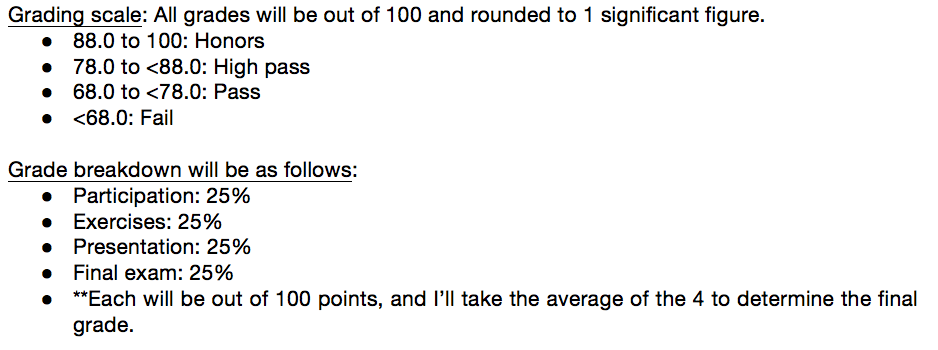 Grading scale: All grades will be out of 100 and rounded to 1 significant figure.
● 88.0 to 100: Honors
● 78.0 to <88.0: High pass
● 68.0 to <78.0: Pass
● <68.0: Fail
Grade breakdown will be as follows:
● Participation: 25%
● Exercises: 25%
● Presentation: 25%
● Final exam: 25%
● **Each will be out of 100 points, and I’ll take the average of the 4 to determine the final
grade.